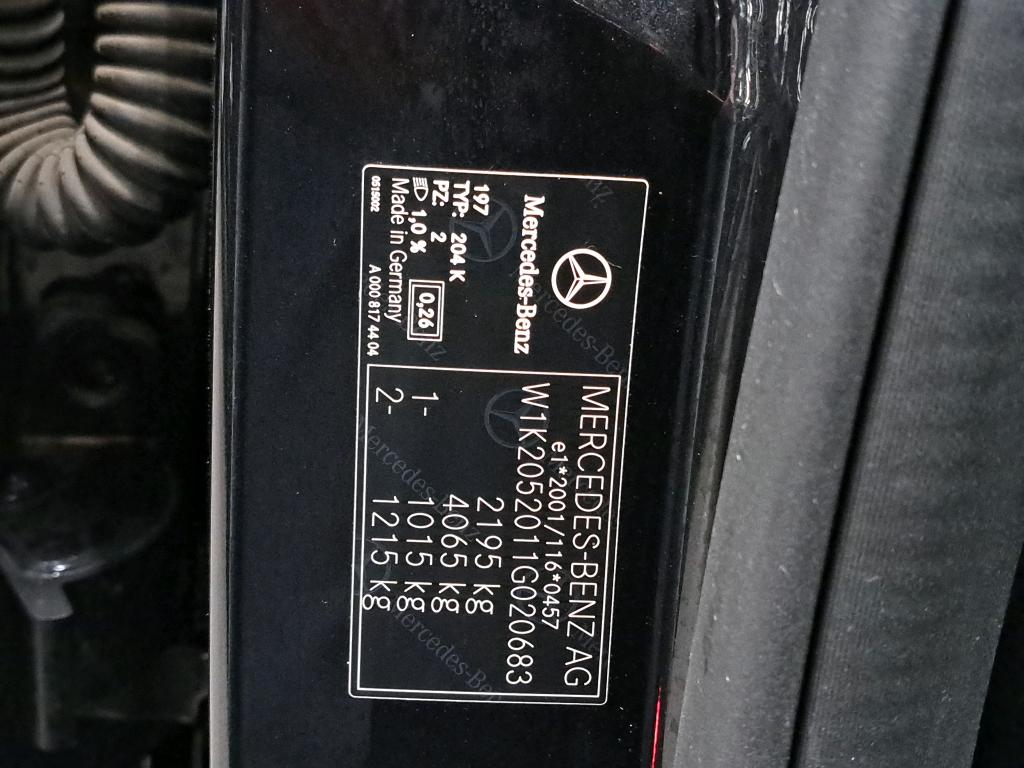 Mercedes-Benz
197
TYP: 204 K
PZ: 2
1,0 % 0,26
Made in Germany
0515002 A 000 817 44 04
MERCEDES-BENZ AG
e1*2001/116*0457
W1K2052011G020683
2195 kg
4065 kg
1- 1015 kg
2- 1215 kg